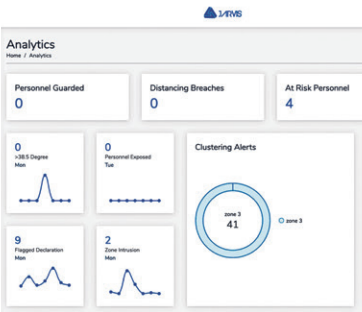 JARVIS
Analytics
Home / Analytics
Personnel Guarded
0
Distancing Breaches
0
At Risk Personnel
4
0
>38.5 Degree
Mon
0
Personnel Exposed
Tue
9
Flagged Declaration
Mon
2
Zone Intrusion
Mon
Clustering Alerts
zone 3
41
zone 3